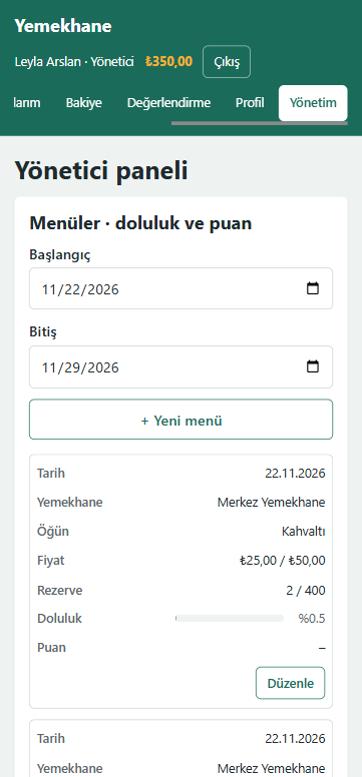 Yemekhane
Leyla Arslan · Yönetici ₺350,00 Çıkış
larım Bakiye Değerlendirme Profil Yönetim
Yönetici paneli
Menüler · doluluk ve puan
Başlangıç
11/22/2026
Bitiş
11/29/2026
+ Yeni menü
Tarih 22.11.2026
Yemekhane Merkez Yemekhane
Öğün Kahvaltı
Fiyat ₺25,00 / ₺50,00
Rezerve 2 / 400
Doluluk %0.5
Puan –
Düzenle
Tarih 22.11.2026
Yemekhane Merkez Yemekhane